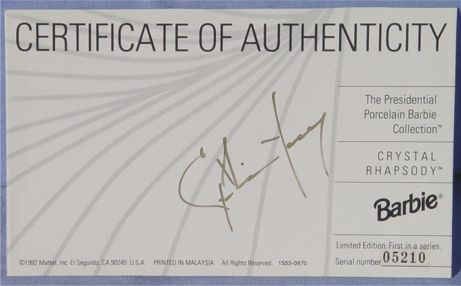 CERTIFICATE OF AUTHENTICITY
The Presidential
Porcelain Barbie
Collection™
CRYSTAL
RHAPSODY™
Barbie®
Limited Edition. First in a series.
Serial number 05210
©1992 Mattel, Inc. El Segundo, CA 90245 U.S.A. PRINTED IN MALAYSIA. All Rights Reserved.